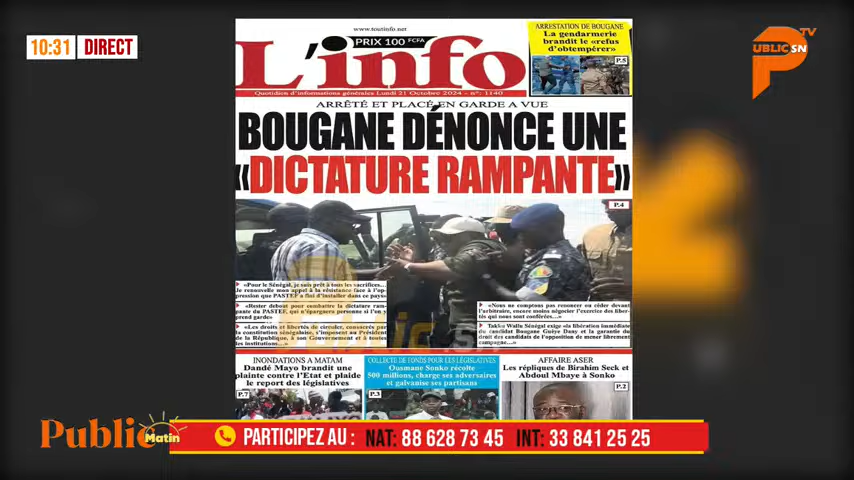 10:31 DIRECT
www.toutinfo.net
PRIX 100 FCFA
L'info
Quotidien d'informations générales Lundi 21 Octobre 2024 - n°: 1140
ARRESTATION DE BOUGANE
La gendarmerie
brandit le «refus
d'obtempérer»
P.5
PUBLIC SN
TV
ARRÊTÉ ET PLACÉ EN GARDE A VUE
BOUGANE DÉNONCE UNE
«DICTATURE RAMPANTE»
P.4
«Pour le Sénégal, je suis prêt à tous les sacrifices...
Je renouvelle mon appel à la résistance face à l'op-
pression que PASTEF a fini d'installer dans ce pays»
«Rester debout pour combattre la dictature ram-
pante du PASTEF, qui n'épargnera personne si l'on y
prend garde»
«Les droits et libertés de circuler, consacrés par
la constitution sénégalaise, s'imposent au Président
de la République, à son Gouvernement et à toutes
les institutions...»
«Nous ne comptons pas renoncer ou céder devant
l'arbitraire, encore moins négocier l'exercice des liber-
tés qui nous sont conférées...»
Takku Wallu Sénégal exige «la libération immédiate
du candidat Bougane Guèye Dany et la garantie du
droit des candidats de l'opposition de mener librement
campagne...»
INONDATIONS A MATAM
Dandé Mayo brandit une
plainte contre l'Etat et plaide
le report des législatives
P.7
COLLECTE DE FONDS POUR LES LÉGISLATIVES
Ousmane Sonko récolte
500 millions, charge ses adversaires
et galvanise ses partisans
P.3
AFFAIRE ASER
Les répliques de Birahim Seck et
Abdoul Mbaye à Sonko
P.2
Public Matin
PARTICIPEZ AU : NAT: 88 628 73 45 INT: 33 841 25 25